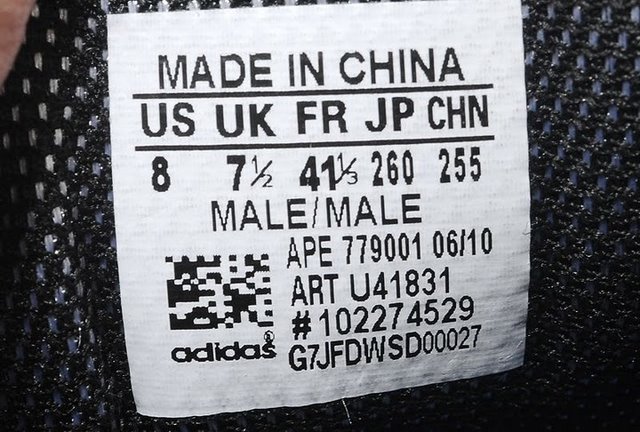 MADE IN CHINA
US UK FR JP CHN
8 7½ 41⅓ 260 255
MALE/MALE
APE 779001 06/10
ART U41831
#102274529
adidas® G7JFDWSD00027